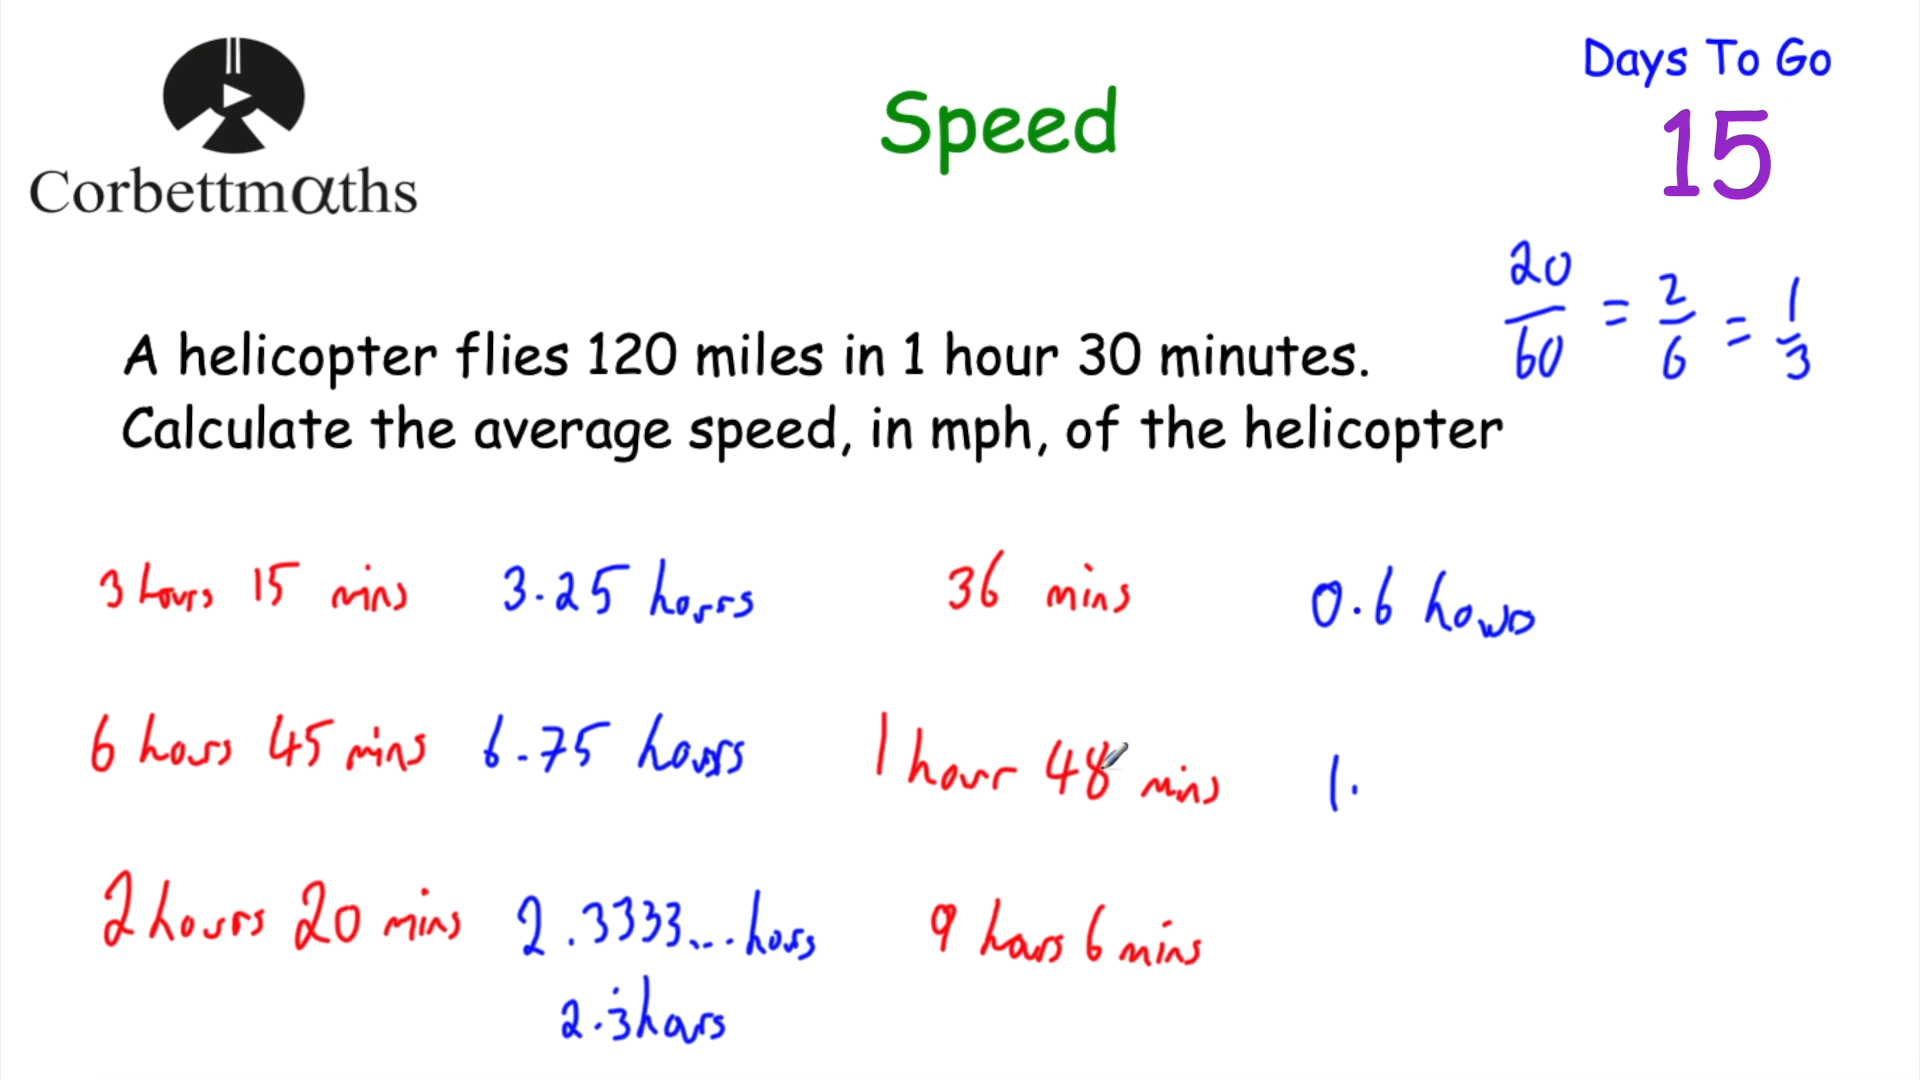 Corbettmαths
Speed
Days To Go
15
20/60 = 2/6 = 1/3
A helicopter flies 120 miles in 1 hour 30 minutes.
Calculate the average speed, in mph, of the helicopter
3 hours 15 mins 3.25 hours 36 mins 0.6 hours
6 hours 45 mins 6.75 hours 1 hour 48 mins 1.
2 hours 20 mins 2.3333... hours 9 hours 6 mins
2.3̇ hours